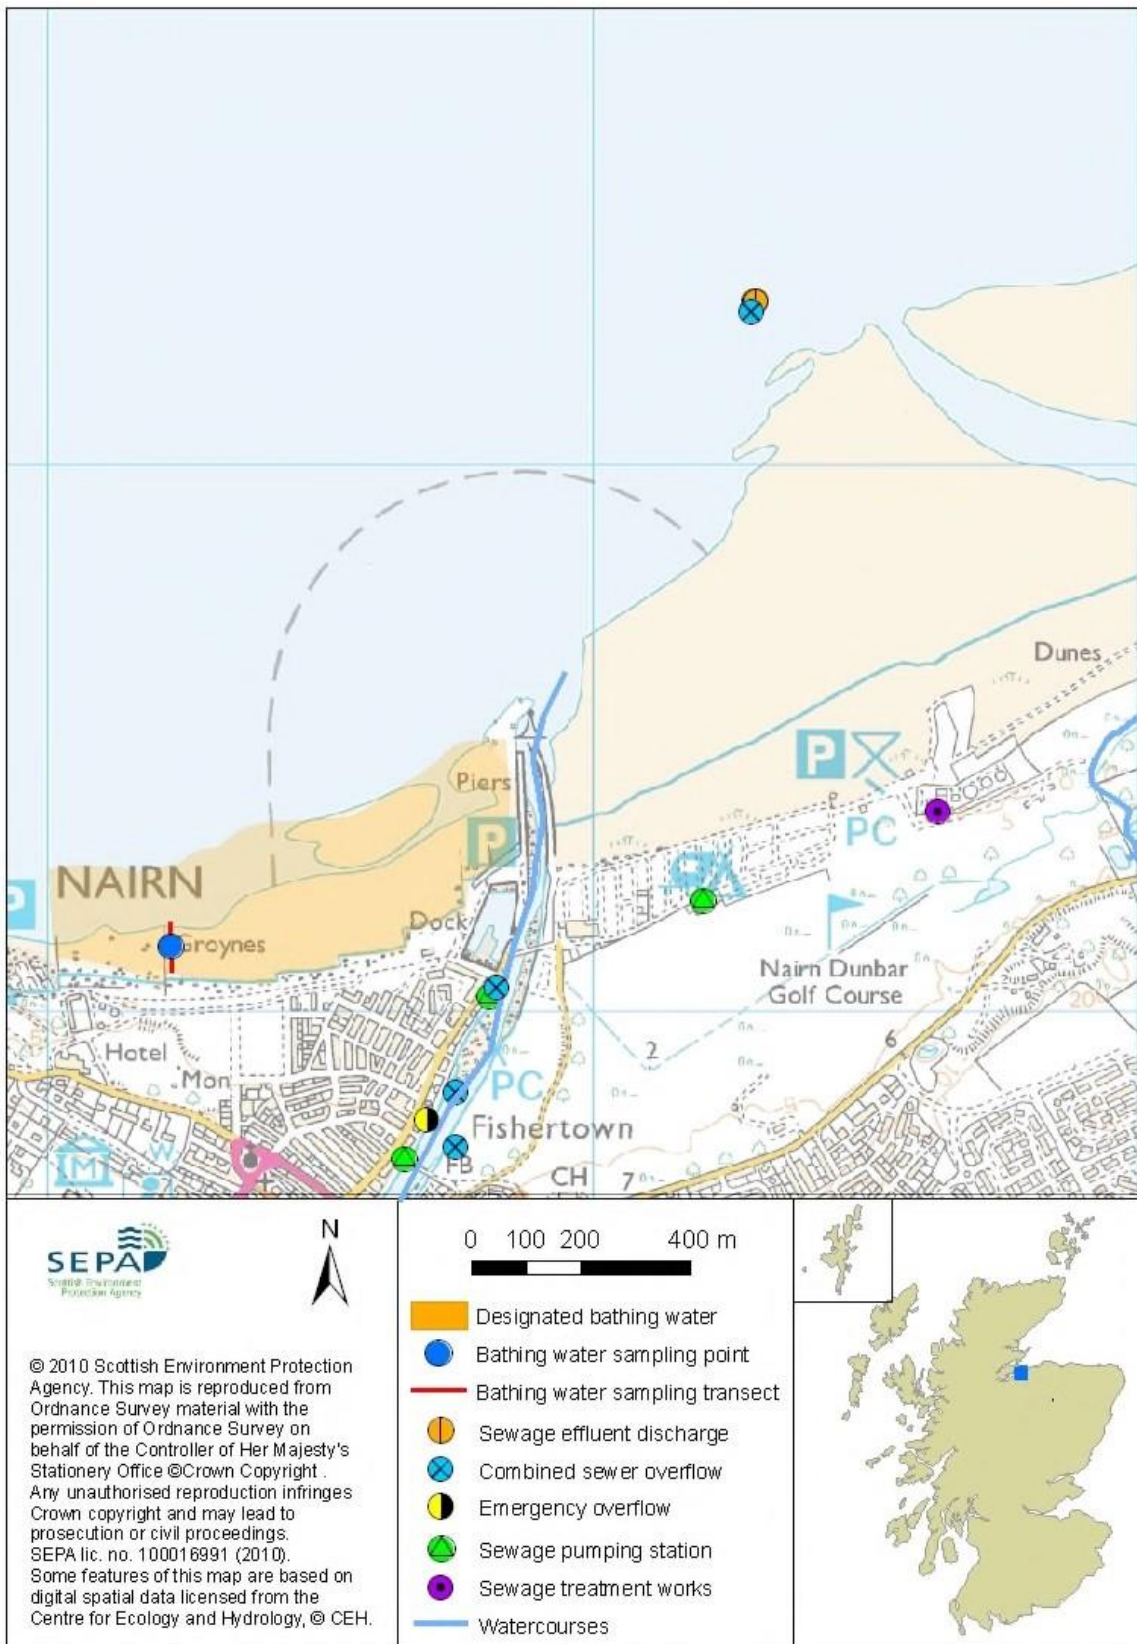 Dunes
P
Piers
P
PC
NAIRN
P
Dock
Groynes
Nairn Dunbar
Golf Course
20
Hotel
2
6
Mon
PC
Fishertown
M
FB
CH
7
N
SEPA
Scottish Environment
Protection Agency
© 2010 Scottish Environment Protection
Agency. This map is reproduced from
Ordnance Survey material with the
permission of Ordnance Survey on
behalf of the Controller of Her Majesty's
Stationery Office ©Crown Copyright .
Any unauthorised reproduction infringes
Crown copyright and may lead to
prosecution or civil proceedings.
SEPA lic. no. 100016991 (2010).
Some features of this map are based on
digital spatial data licensed from the
Centre for Ecology and Hydrology, © CEH.
0 100 200 400 m
Designated bathing water
Bathing water sampling point
Bathing water sampling transect
Sewage effluent discharge
Combined sewer overflow
Emergency overflow
Sewage pumping station
Sewage treatment works
Watercourses